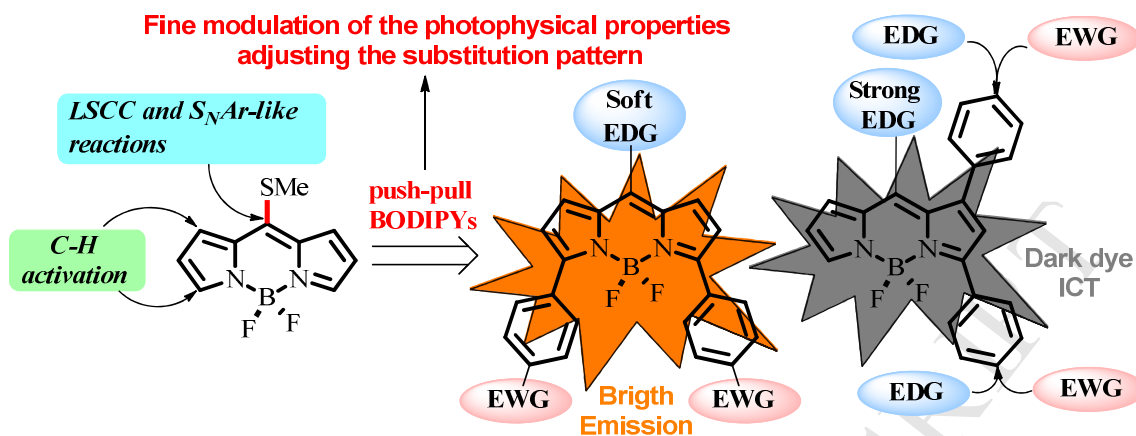 Fine modulation of the photophysical properties
adjusting the substitution pattern
LSCC and SNAr-like
reactions
C-H
activation
SMe
N
N
B
F
F
push-pull
BODIPYs
Soft
EDG
N
N
B
F
F
EWG
EWG
Brigth
Emission
EDG
EWG
Strong
EDG
N
N
B
F
F
Dark dye
ICT
EDG
EWG